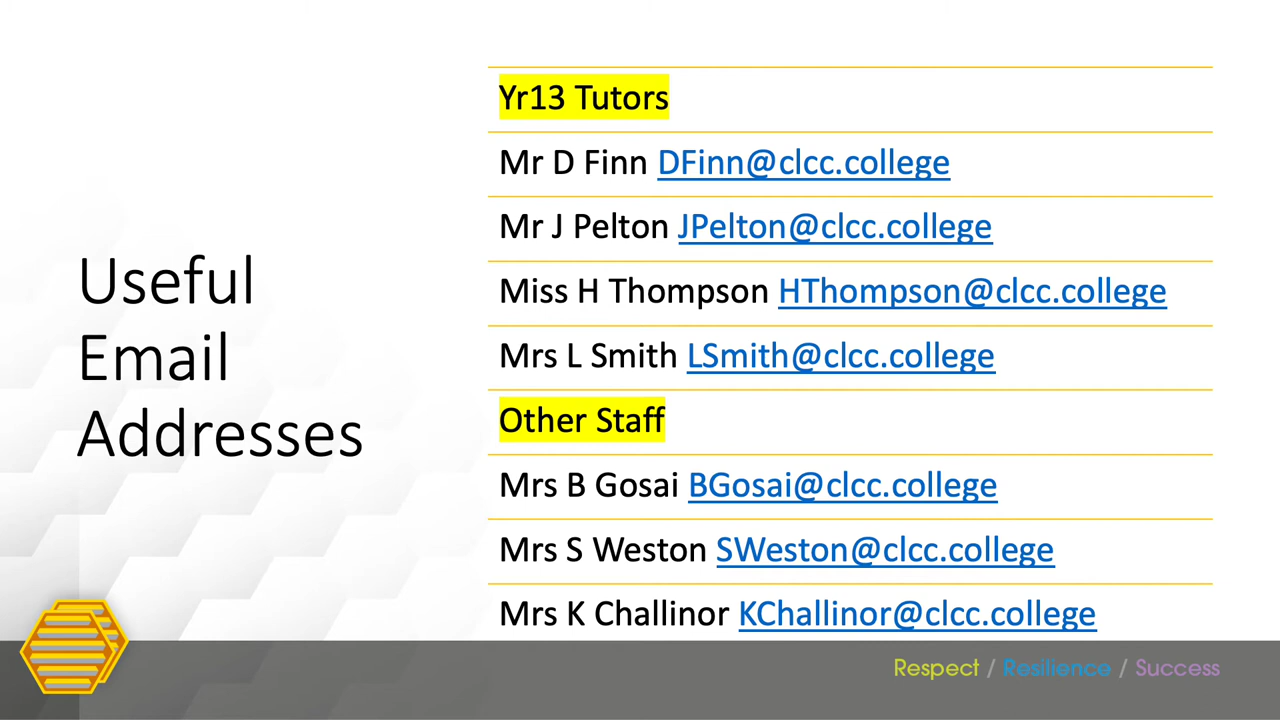 Useful
Email
Addresses
Yr13 Tutors
Mr D Finn DFinn@clcc.college
Mr J Pelton JPelton@clcc.college
Miss H Thompson HThompson@clcc.college
Mrs L Smith LSmith@clcc.college
Other Staff
Mrs B Gosai BGosai@clcc.college
Mrs S Weston SWeston@clcc.college
Mrs K Challinor KChallinor@clcc.college
Respect / Resilience / Success